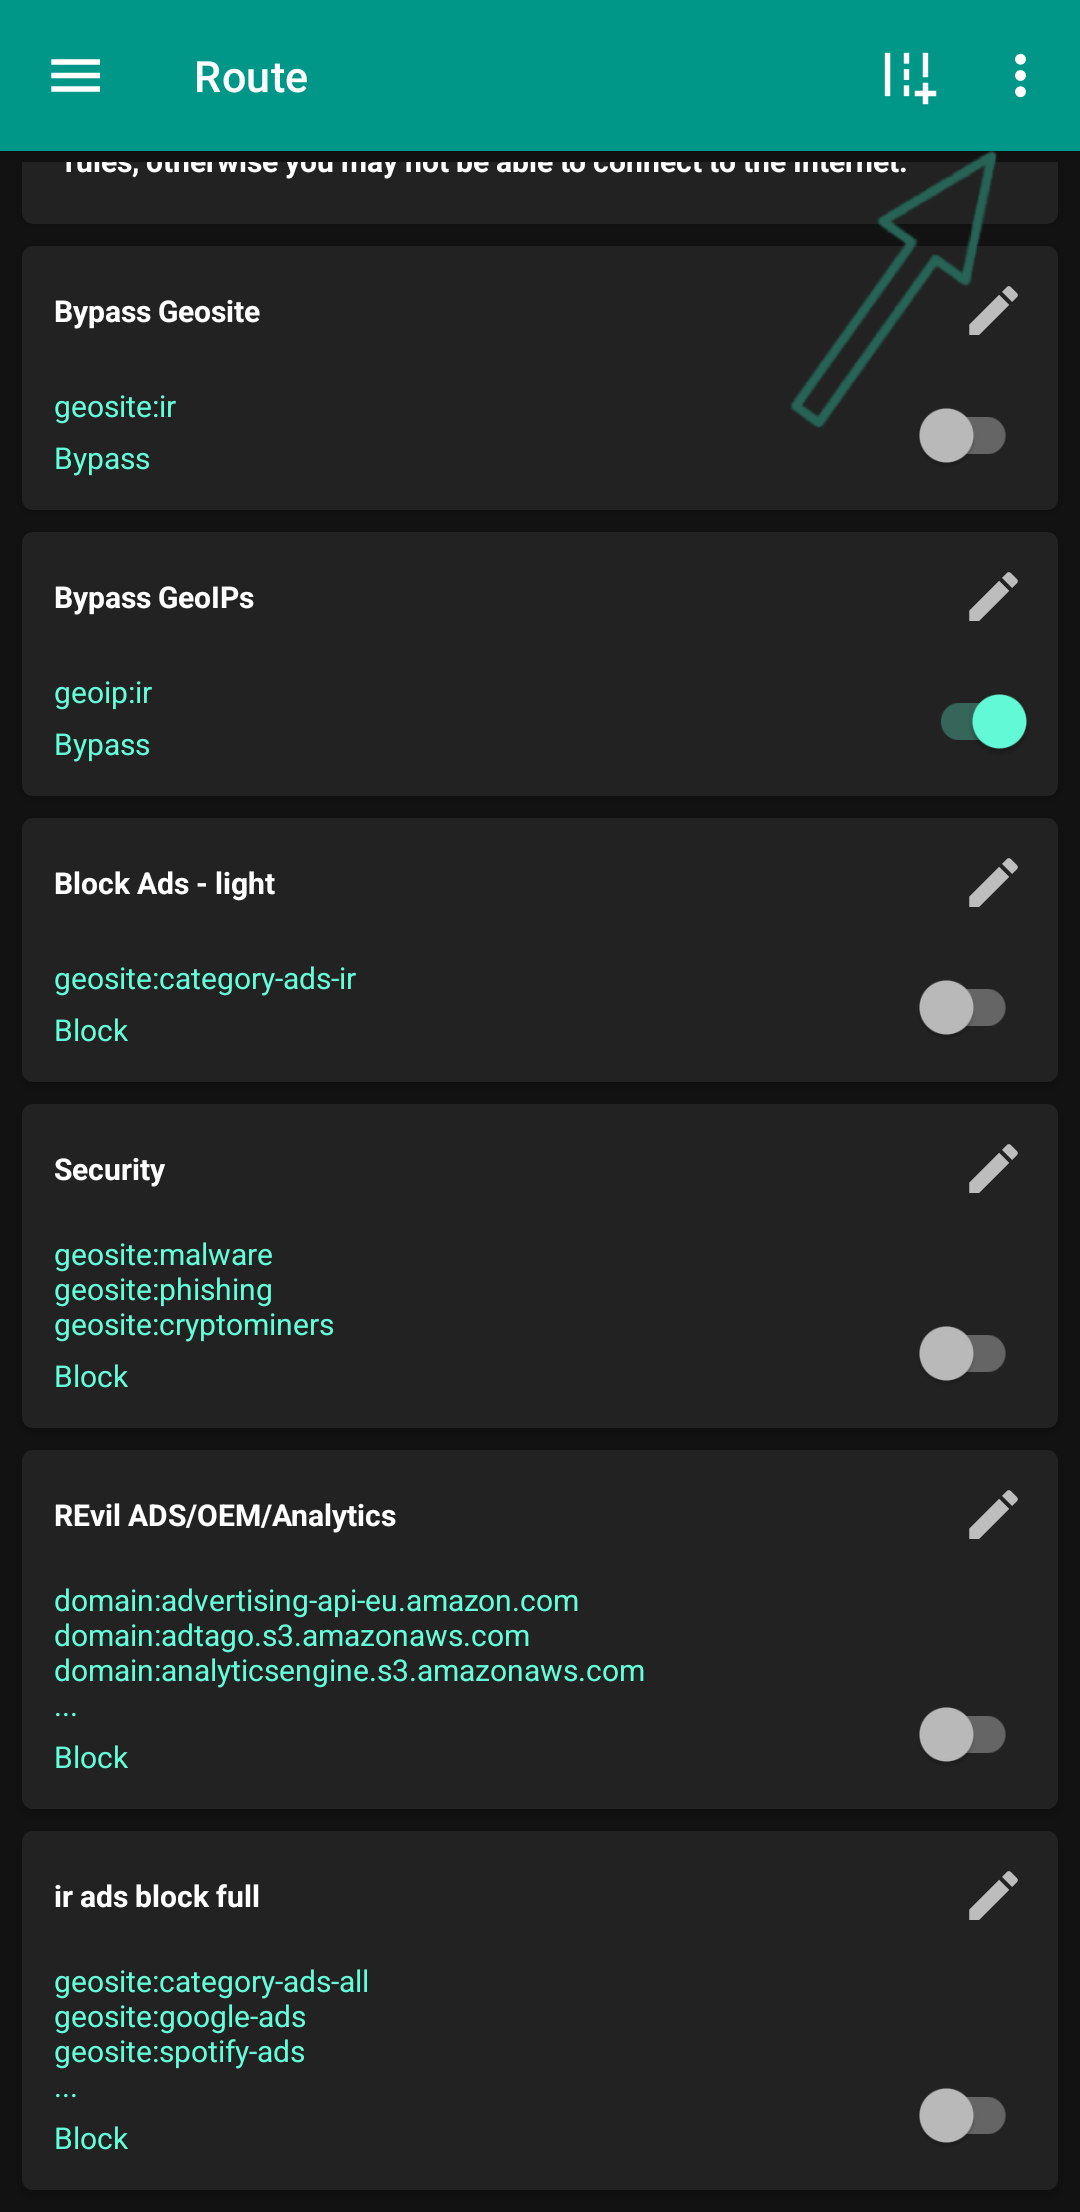 Route
rules, otherwise you may not be able to connect to the internet.
Bypass Geosite
geosite:ir
Bypass
Bypass GeoIPs
geoip:ir
Bypass
Block Ads - light
geosite:category-ads-ir
Block
Security
geosite:malware
geosite:phishing
geosite:cryptominers
Block
REvil ADS/OEM/Analytics
domain:advertising-api-eu.amazon.com
domain:adtago.s3.amazonaws.com
domain:analyticsengine.s3.amazonaws.com
...
Block
ir ads block full
geosite:category-ads-all
geosite:google-ads
geosite:spotify-ads
...
Block